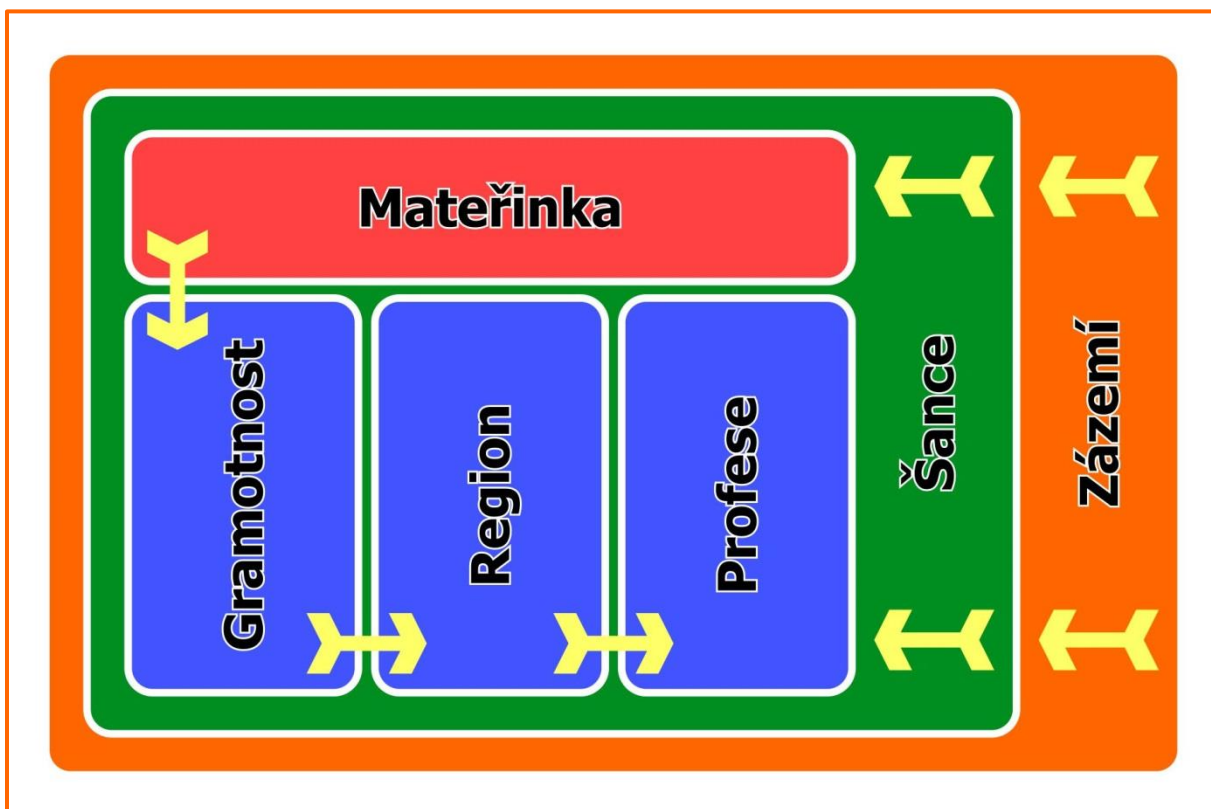 Mateřinka
Gramotnost
Region
Profese
Šance
Zázemí